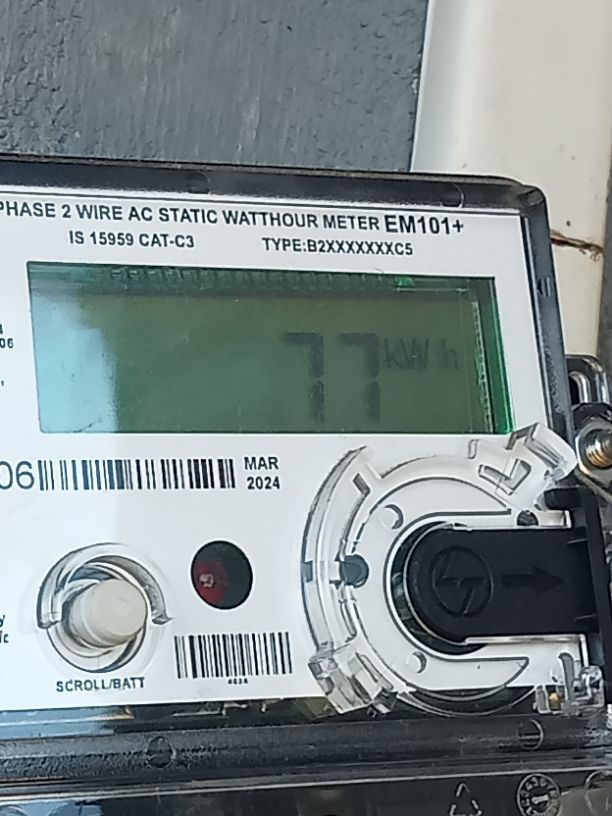 PHASE 2 WIRE AC STATIC WATTHOUR METER EM101+
IS 15959 CAT-C3 TYPE:B2XXXXXXXC5
06
77 kWh
06 MAR
2024
SCROLL/BATT